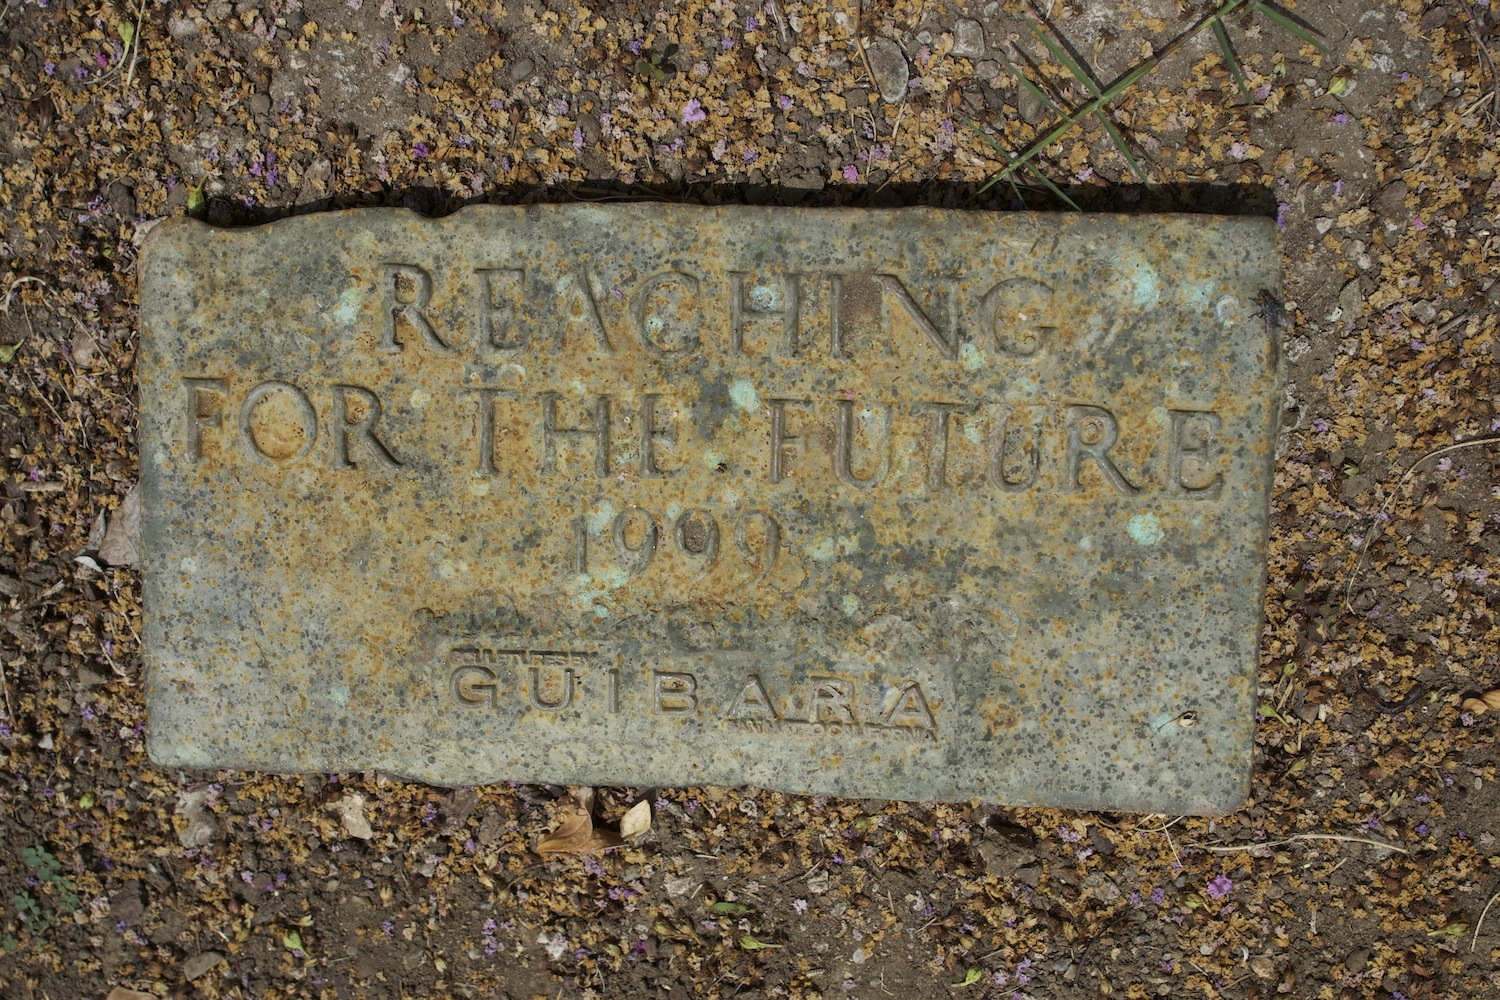 REACHING
FOR THE FUTURE
1999
GUIBARA